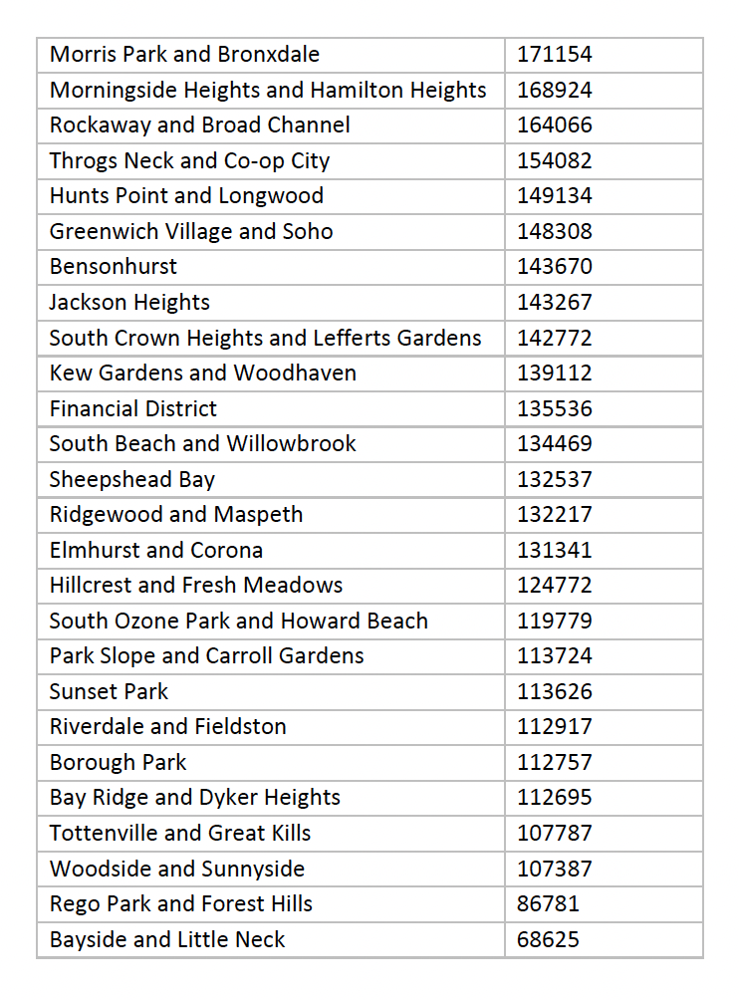 Morris Park and Bronxdale 171154
Morningside Heights and Hamilton Heights 168924
Rockaway and Broad Channel 164066
Throgs Neck and Co-op City 154082
Hunts Point and Longwood 149134
Greenwich Village and Soho 148308
Bensonhurst 143670
Jackson Heights 143267
South Crown Heights and Lefferts Gardens 142772
Kew Gardens and Woodhaven 139112
Financial District 135536
South Beach and Willowbrook 134469
Sheepshead Bay 132537
Ridgewood and Maspeth 132217
Elmhurst and Corona 131341
Hillcrest and Fresh Meadows 124772
South Ozone Park and Howard Beach 119779
Park Slope and Carroll Gardens 113724
Sunset Park 113626
Riverdale and Fieldston 112917
Borough Park 112757
Bay Ridge and Dyker Heights 112695
Tottenville and Great Kills 107787
Woodside and Sunnyside 107387
Rego Park and Forest Hills 86781
Bayside and Little Neck 68625